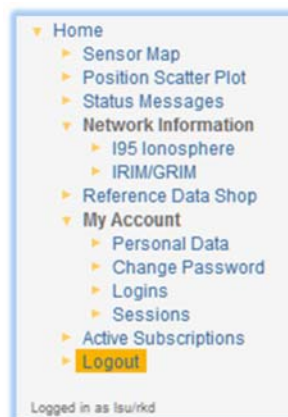 Home
Sensor Map
Position Scatter Plot
Status Messages
Network Information
I95 Ionosphere
IRIM/GRIM
Reference Data Shop
My Account
Personal Data
Change Password
Logins
Sessions
Active Subscriptions
Logout
Logged in as lsu/rkd